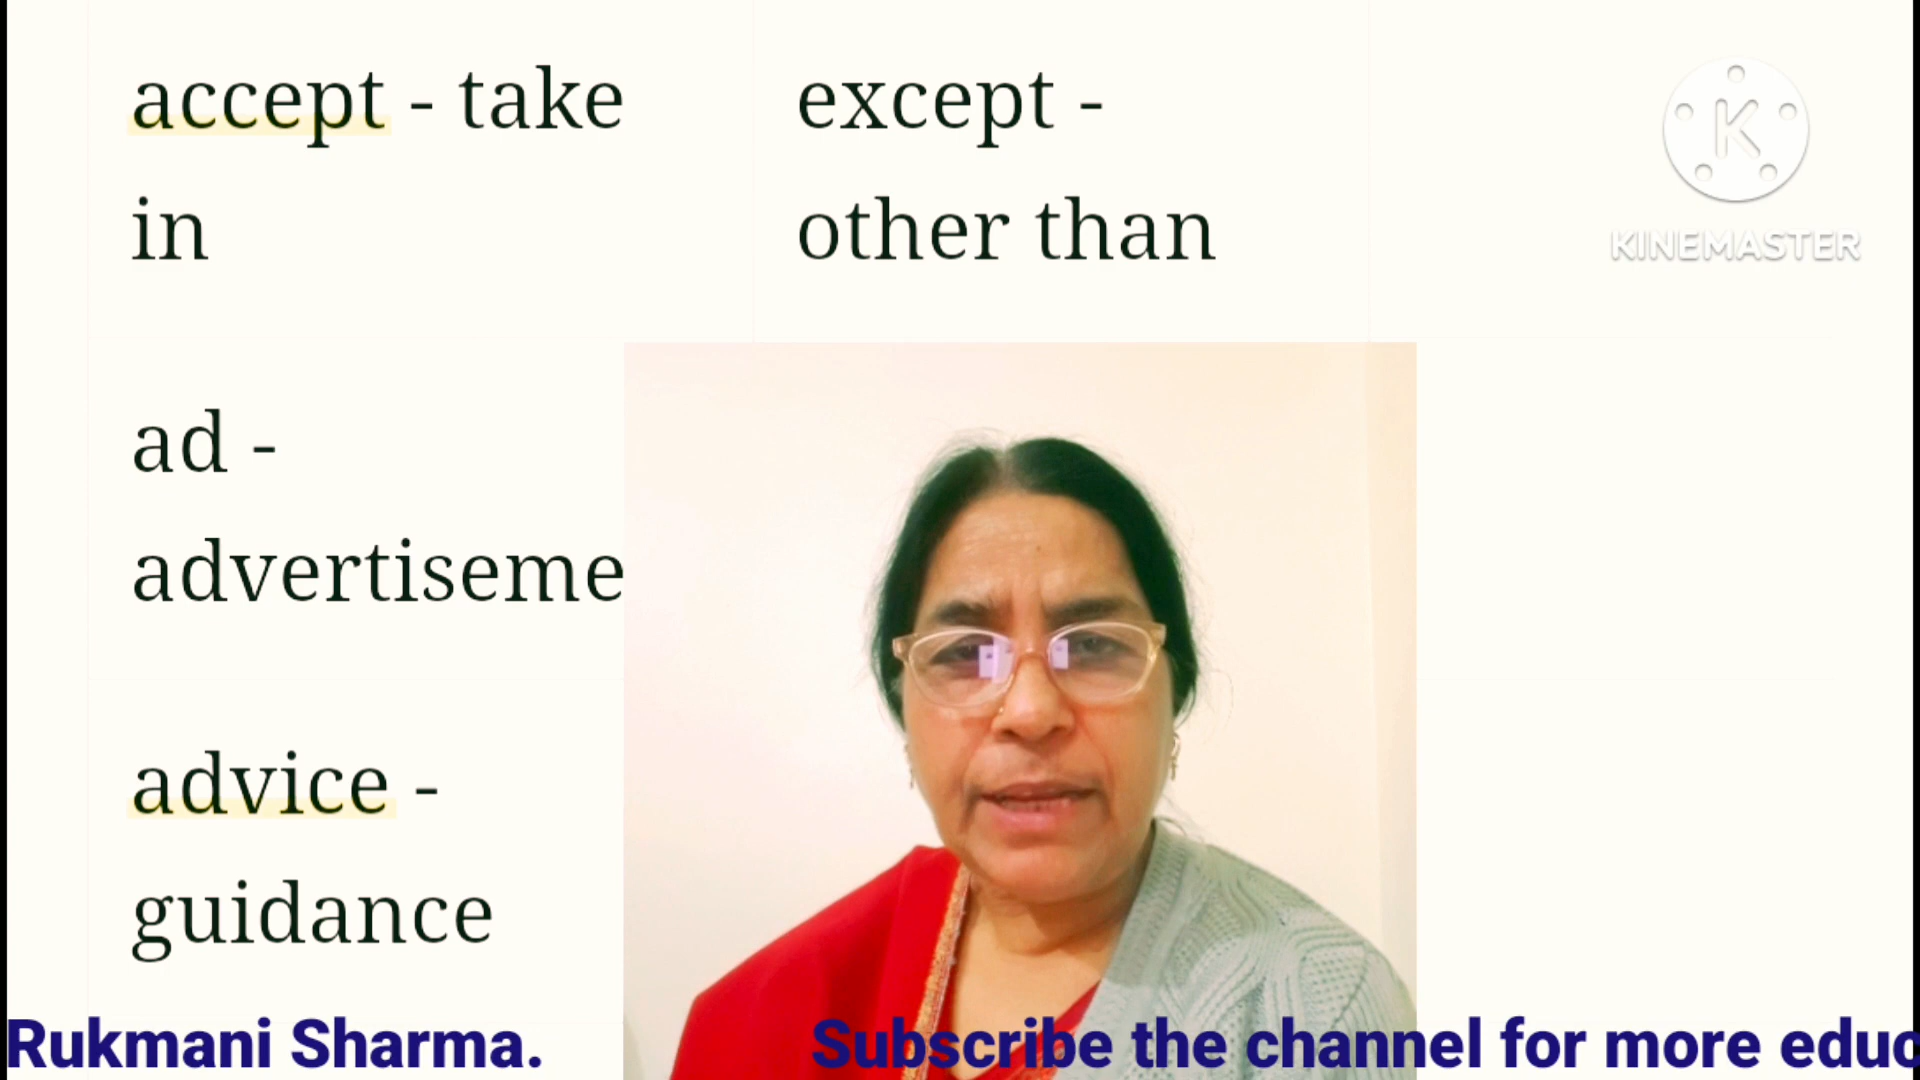 accept - take
in
except -
other than
K
KINEMASTER
ad -
advertiseme
advice -
guidance
Rukmani Sharma. Subscribe the channel for more educ